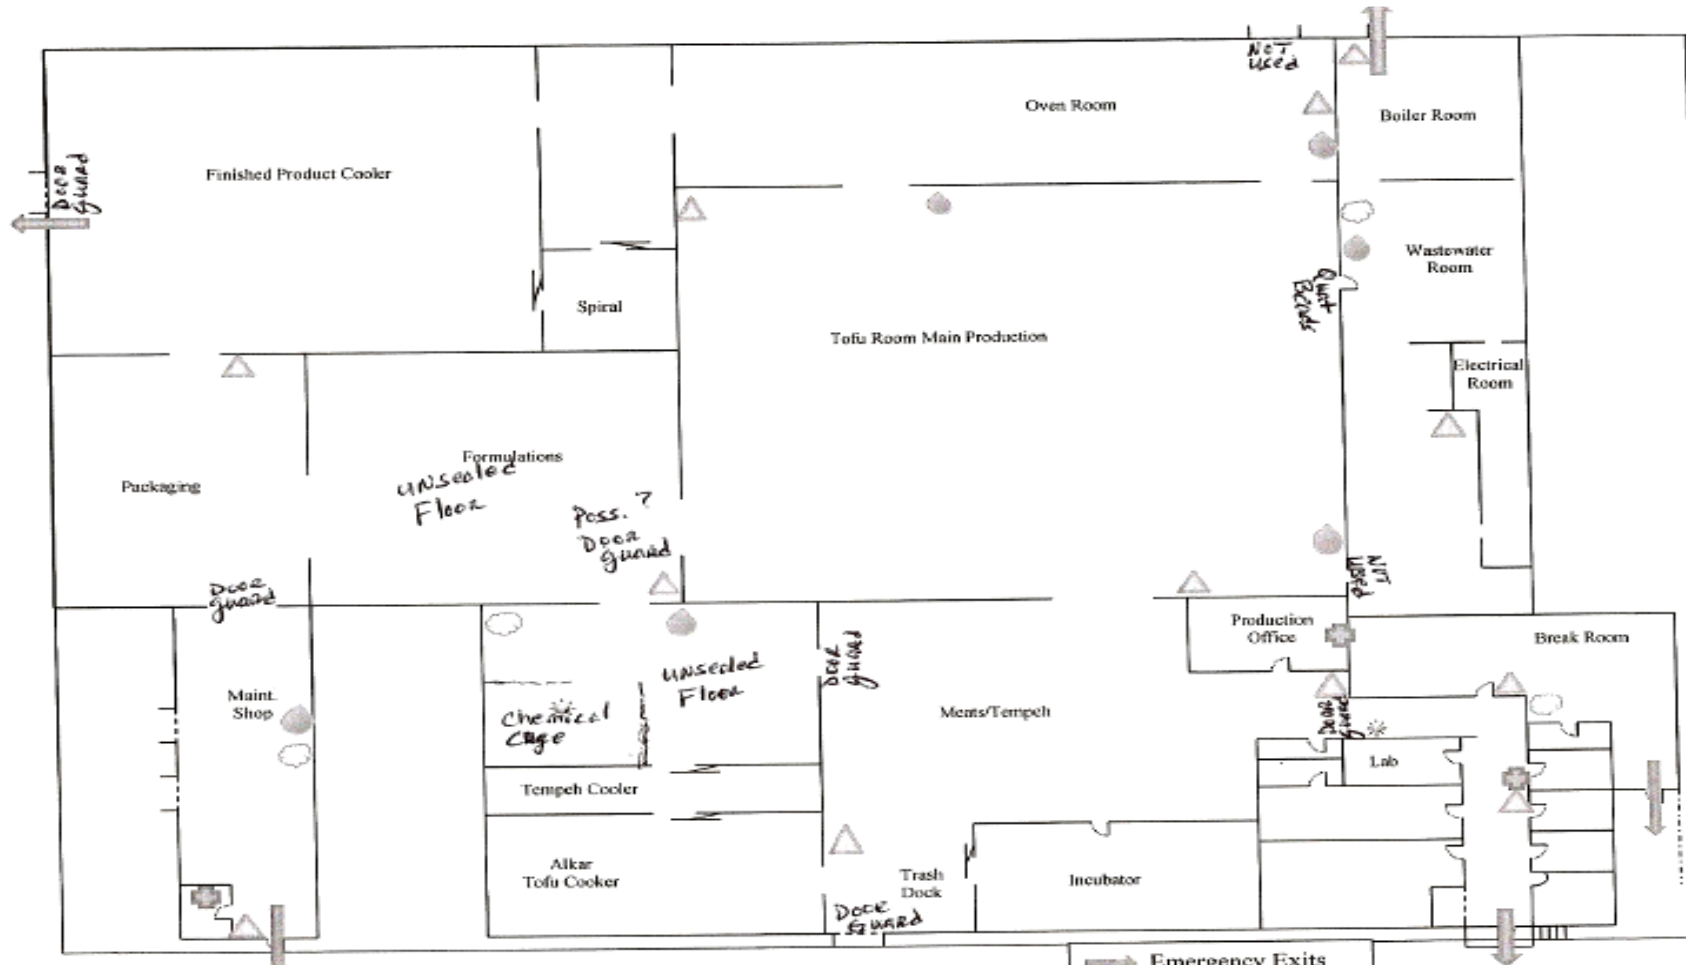 NOT
used
Oven Room
Boiler Room
Finished Product Cooler
Door
guard
Wastewater
Room
Spiral
Quat
Tofu Room Main Production
Electrical
Room
Formulations
UNsealed
Floor
Packaging
Poss. ?
Door
guard
Door
guard
NOT
used
Production
Office
Break Room
UNsealed
Floor
Door
guard
Maint.
Shop
Chemical
Cage
Meats/Tempeh
Door
guard
Lab
Tempeh Cooler
Alkar
Tofu Cooker
Trash
Dock
Incubator
Door
guard
Emergency Exits